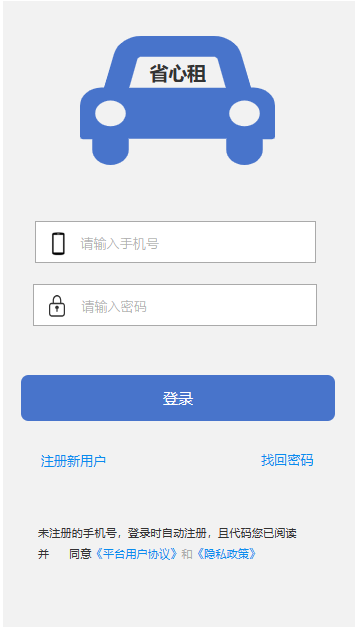 省心租
请输入手机号
请输入密码
登录
注册新用户 找回密码
未注册的手机号，登录时自动注册，且代码您已阅读
并 同意《平台用户协议》和《隐私政策》